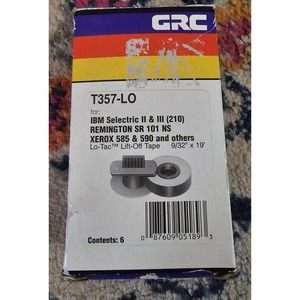 GRC
T357-LO
for:
IBM Selectric II & III (210)
REMINGTON SR 101 NS
XEROX 585 & 590 and others
Lo-Tac™ Lift-Off Tape 9/32" x 19'
Contents: 6
0 87609 05189 3